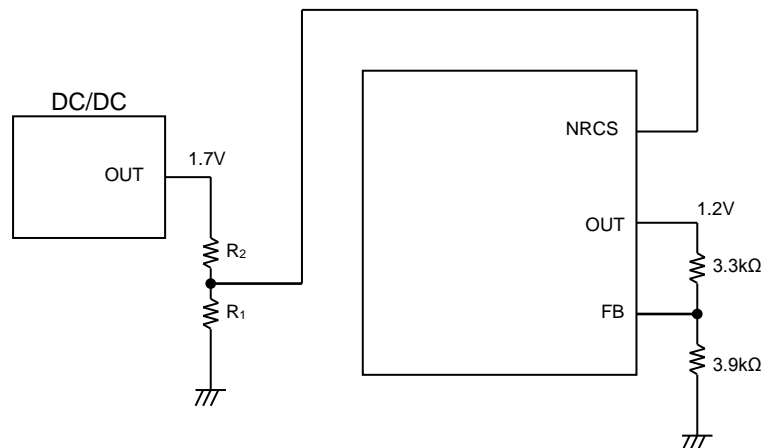 DC/DC
OUT
1.7V
R₂
R₁
NRCS
OUT
1.2V
3.3kΩ
FB
3.9kΩ